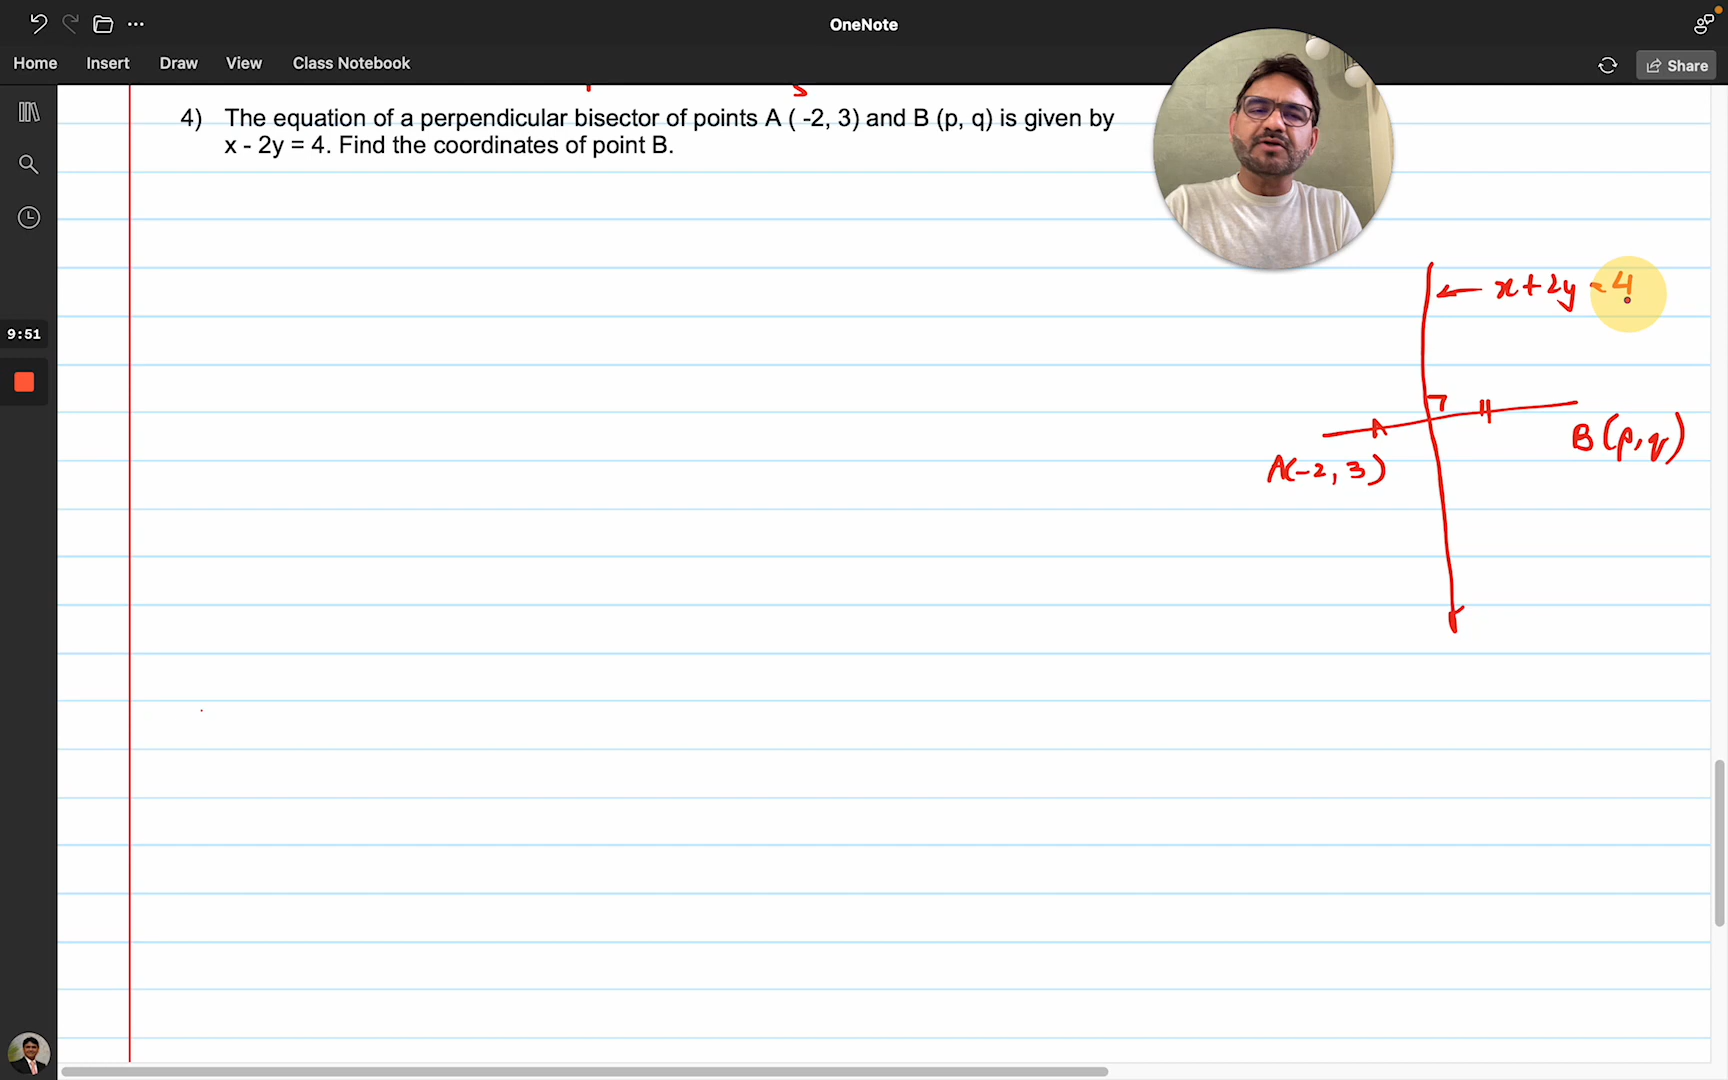 OneNote
Home Insert Draw View Class Notebook
Share
4) The equation of a perpendicular bisector of points A ( -2, 3) and B (p, q) is given by
x - 2y = 4. Find the coordinates of point B.
x+2y = 4
9:51
B (p, q)
A(-2, 3)